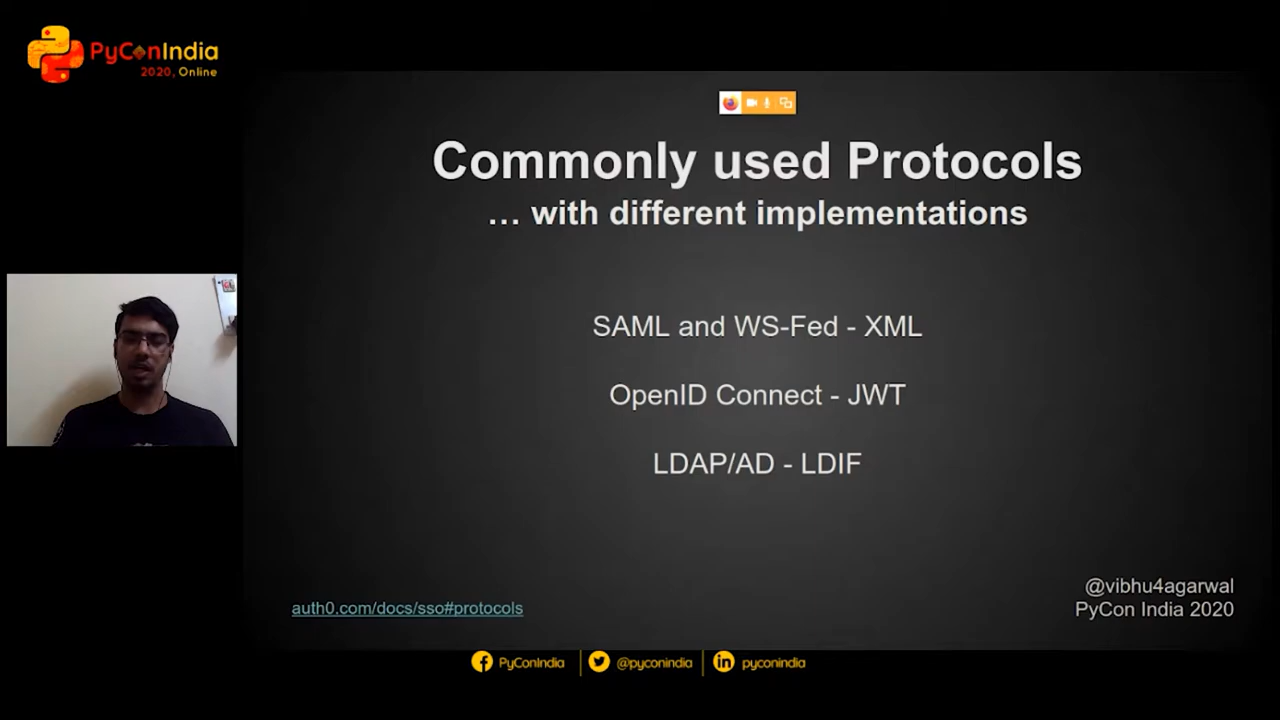 PyConIndia
2020, Online
Commonly used Protocols
… with different implementations
SAML and WS-Fed - XML
OpenID Connect - JWT
LDAP/AD - LDIF
auth0.com/docs/sso#protocols
@vibhu4agarwal
PyCon India 2020
PyConIndia
@pyconindia
pyconindia